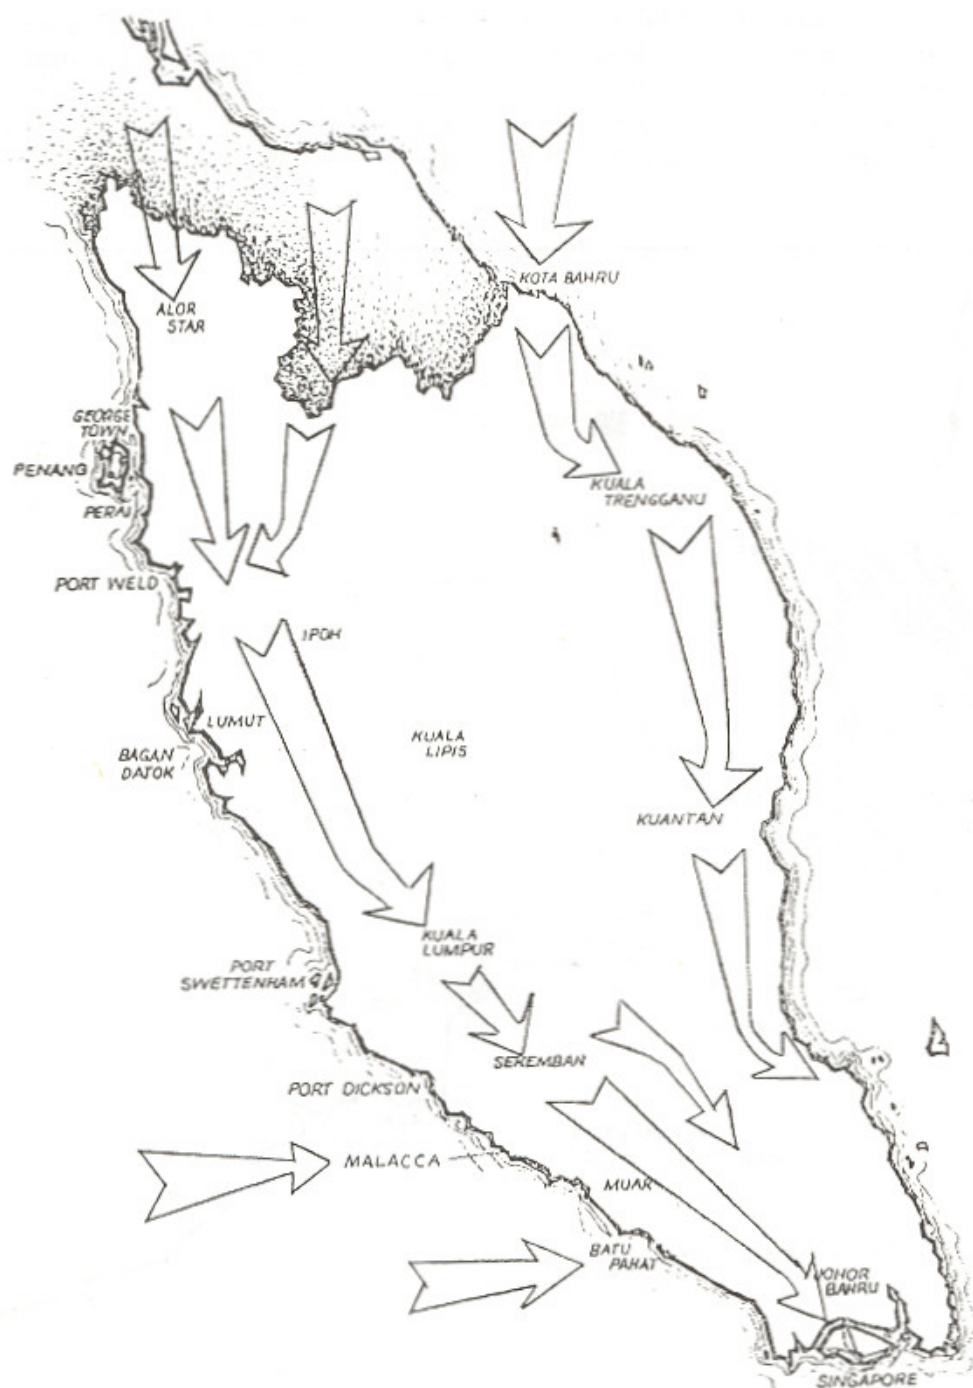 KOTA BAHRU
ALOR
STAR
GEORGE
TOWN
PENANG
PERAI
KUALA
TRENGGANU
PORT WELD
IPOH
LUMUT
KUALA
LIPIS
BAGAN
DATOK
KUANTAN
KUALA
LUMPUR
PORT
SWETTENHAM
SEREMBAN
PORT DICKSON
MALACCA
MUAR
BATU
PAHAT
JOHOR
BAHRU
SINGAPORE